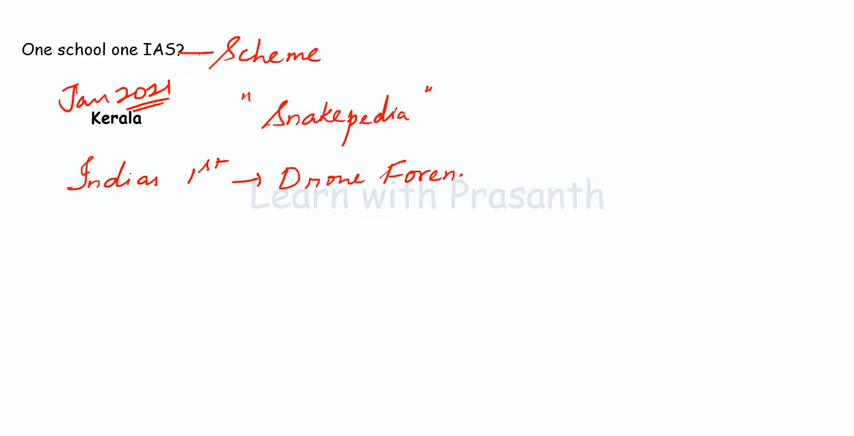 One school one IAS? — Scheme
Jan 2021
Kerala
"Snakepedia"
Indias 1st → Drone Foren.
Learn with Prasanth